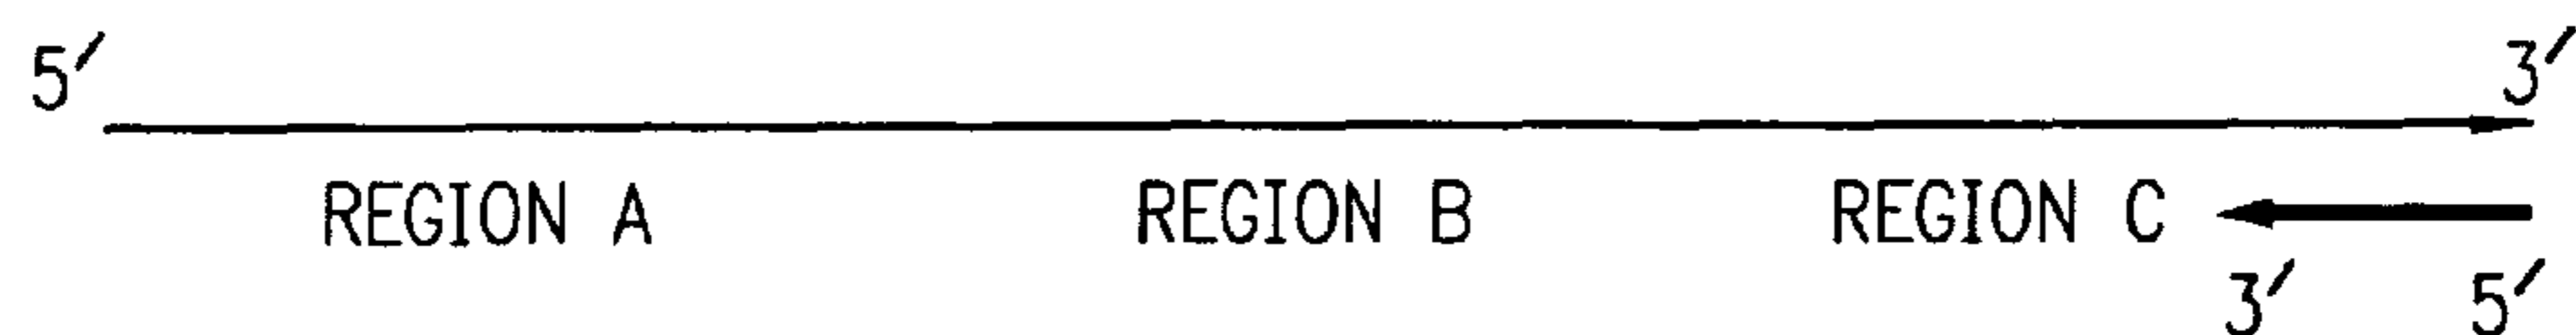 5′ 3′
REGION A REGION B REGION C
3′ 5′